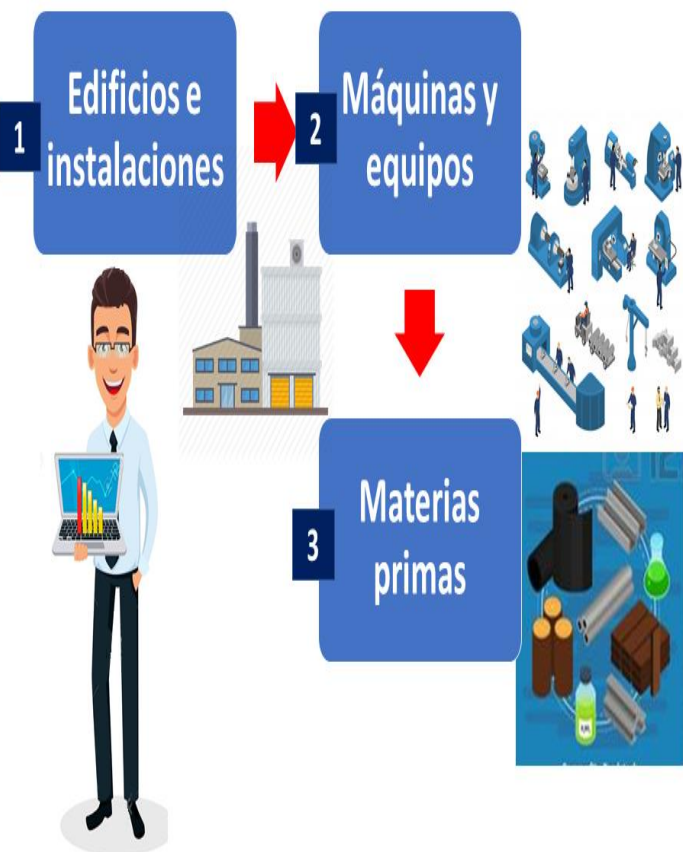 1
Edificios e
instalaciones
2
Máquinas y
equipos
3
Materias
primas